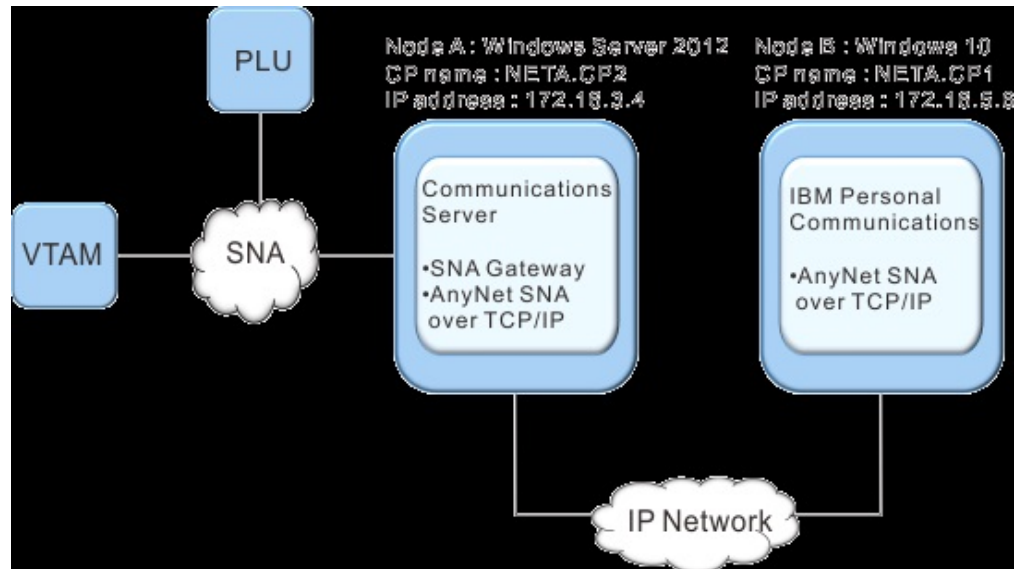 PLU
Node A : Windows Server 2012
CP name : NETA.CP2
IP address : 172.18.3.4
Node B : Windows 10
CP name : NETA.CP1
IP address :
VTAM
SNA
Communications
Server
•SNA Gateway
•AnyNet SNA
over TCP/IP
IBM Personal
Communications
•AnyNet SNA
over TCP/IP
IP Network